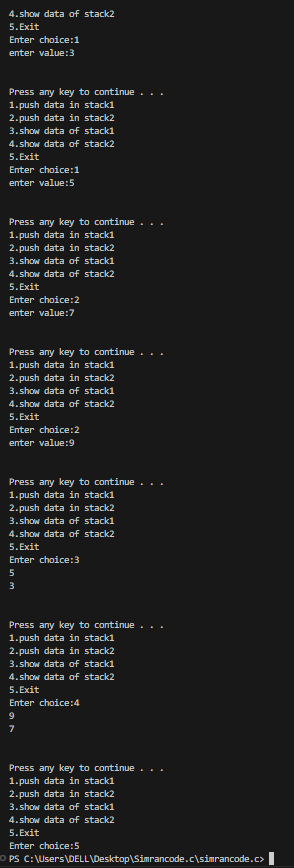 4.show data of stack2
5.Exit
Enter choice:1
enter value:3
Press any key to continue . . .
1.push data in stack1
2.push data in stack2
3.show data of stack1
4.show data of stack2
5.Exit
Enter choice:1
enter value:5
Press any key to continue . . .
1.push data in stack1
2.push data in stack2
3.show data of stack1
4.show data of stack2
5.Exit
Enter choice:2
enter value:7
Press any key to continue . . .
1.push data in stack1
2.push data in stack2
3.show data of stack1
4.show data of stack2
5.Exit
Enter choice:2
enter value:9
Press any key to continue . . .
1.push data in stack1
2.push data in stack2
3.show data of stack1
4.show data of stack2
5.Exit
Enter choice:3
5
3
Press any key to continue . . .
1.push data in stack1
2.push data in stack2
3.show data of stack1
4.show data of stack2
5.Exit
Enter choice:4
9
7
Press any key to continue . . .
1.push data in stack1
2.push data in stack2
3.show data of stack1
4.show data of stack2
5.Exit
Enter choice:5
PS C:\Users\DELL\Desktop\Simrancode.c\simrancode.c>